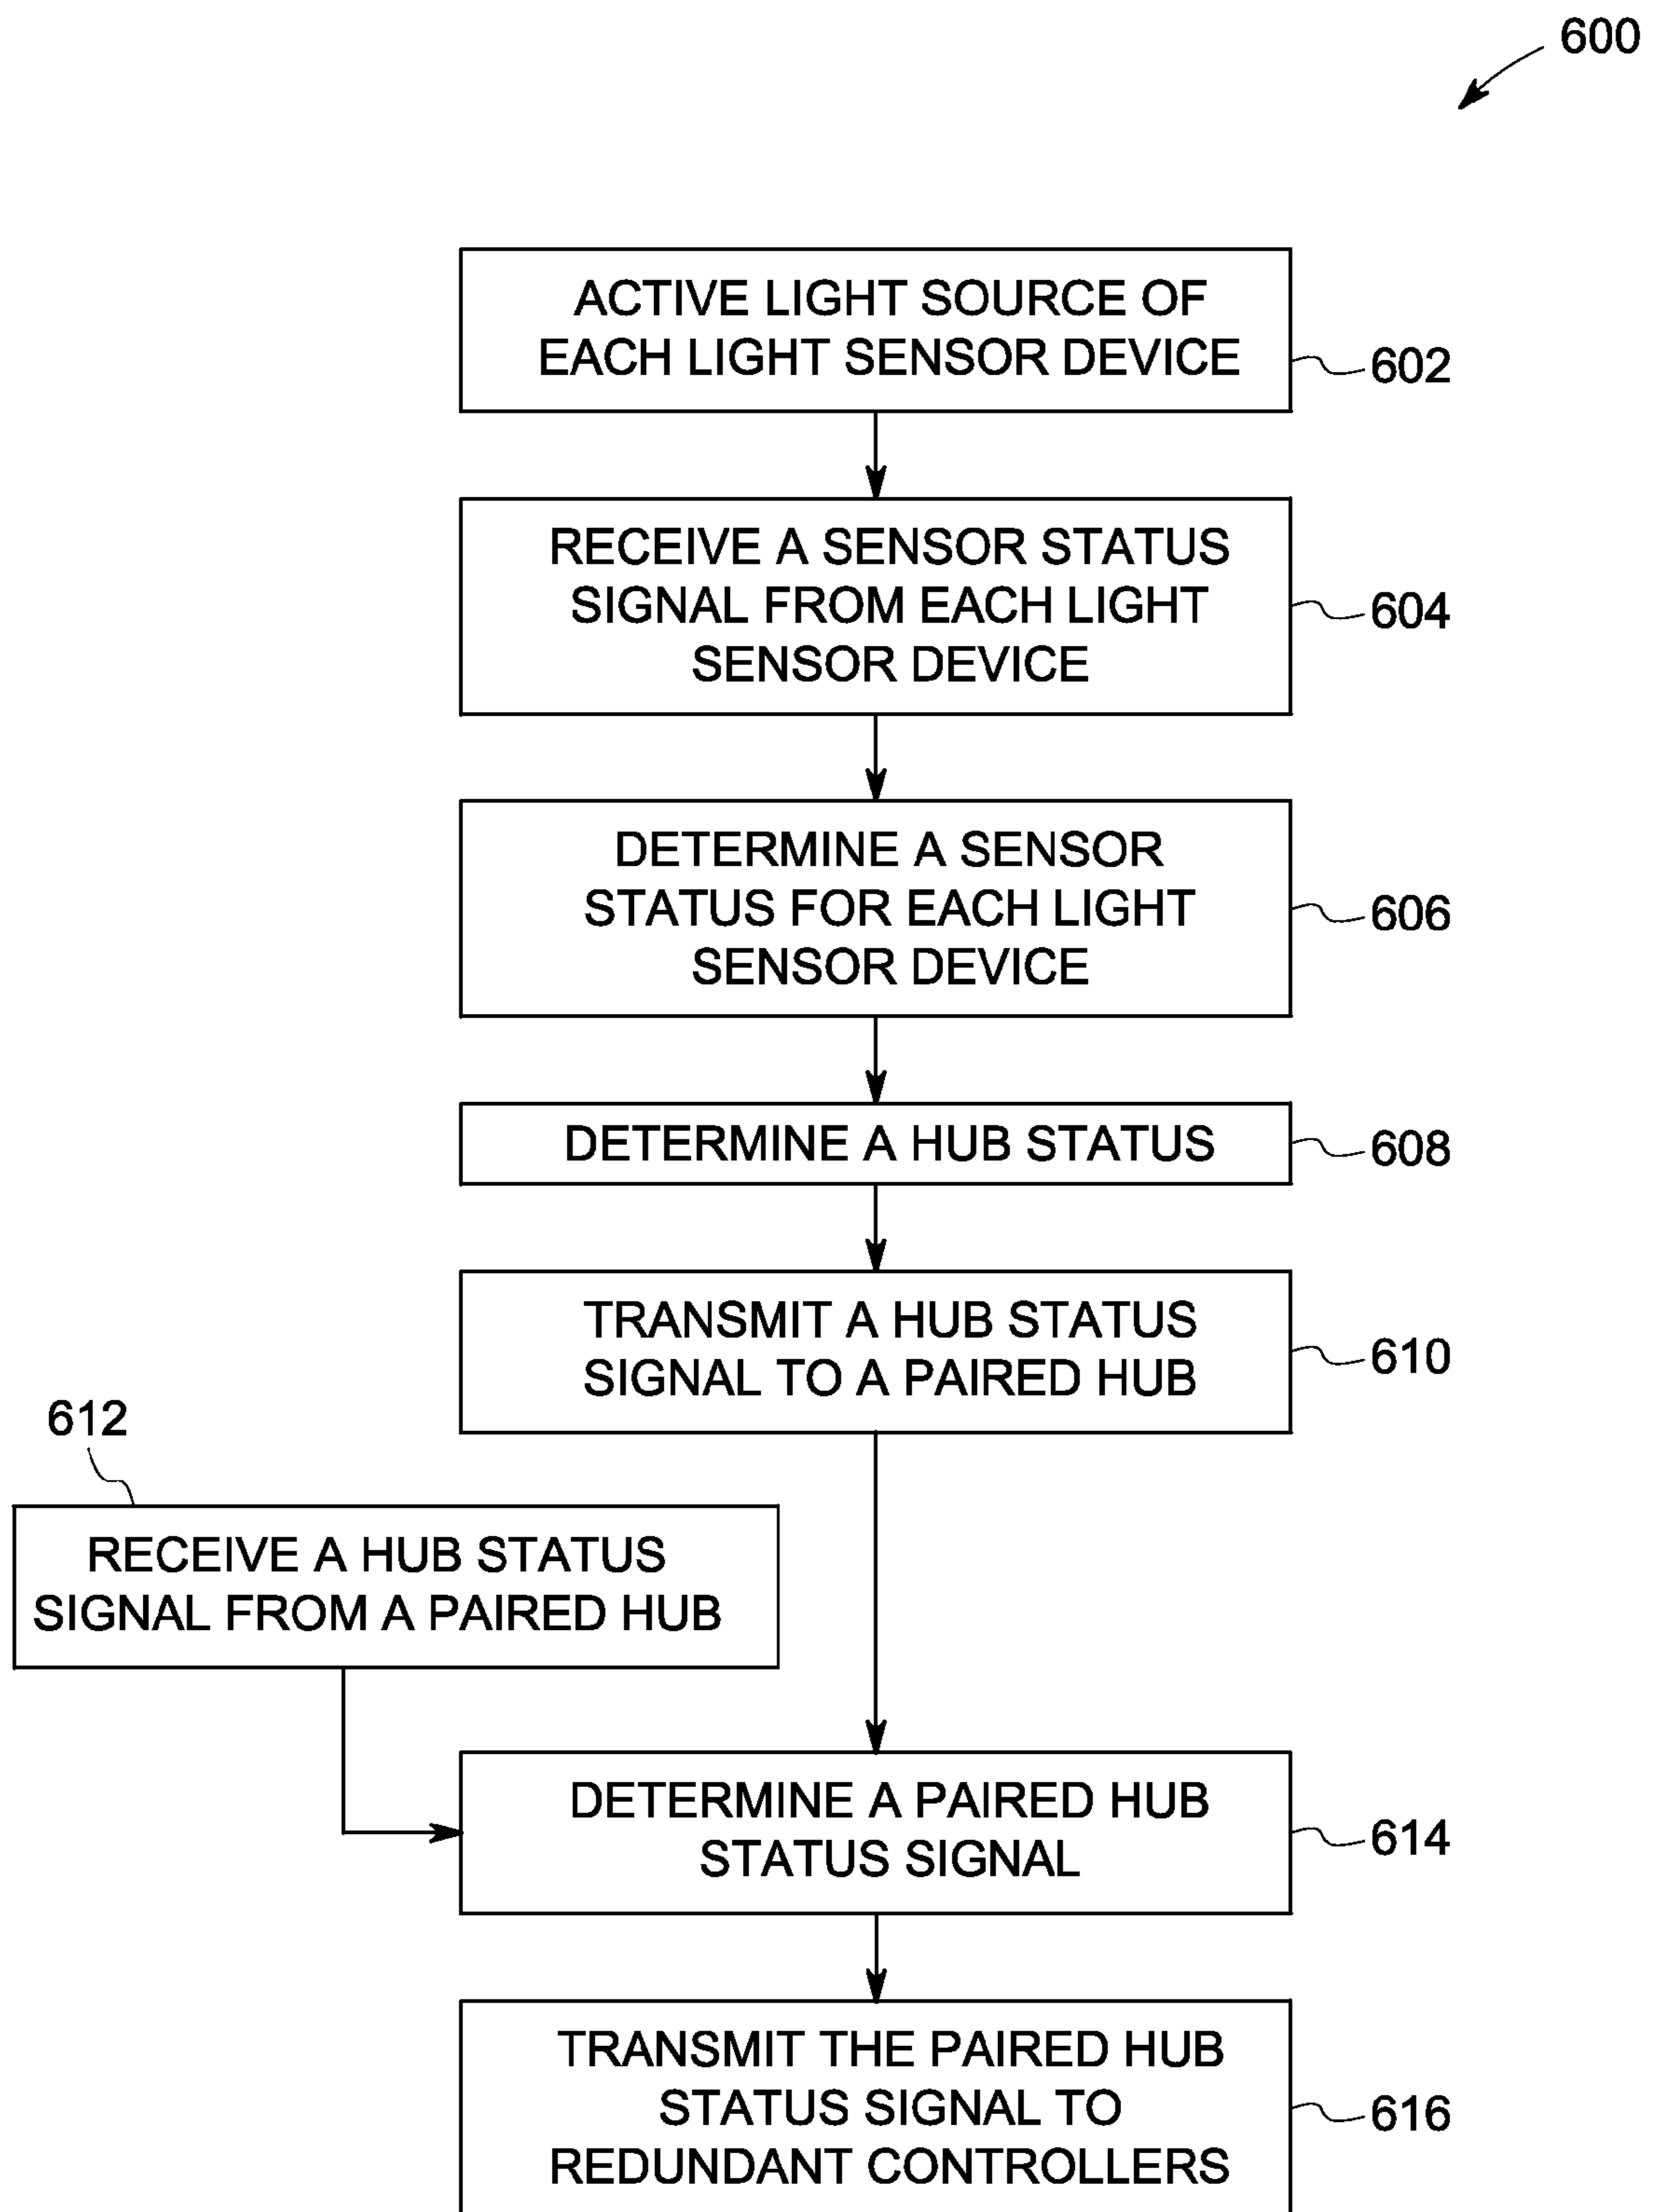 600
ACTIVE LIGHT SOURCE OF
EACH LIGHT SENSOR DEVICE
602
RECEIVE A SENSOR STATUS
SIGNAL FROM EACH LIGHT
SENSOR DEVICE
604
DETERMINE A SENSOR
STATUS FOR EACH LIGHT
SENSOR DEVICE
606
DETERMINE A HUB STATUS
608
TRANSMIT A HUB STATUS
SIGNAL TO A PAIRED HUB
610
612
RECEIVE A HUB STATUS
SIGNAL FROM A PAIRED HUB
DETERMINE A PAIRED HUB
STATUS SIGNAL
614
TRANSMIT THE PAIRED HUB
STATUS SIGNAL TO
REDUNDANT CONTROLLERS
616